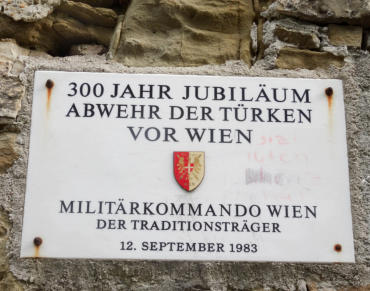 300 JAHR JUBILÄUM
ABWEHR DER TÜRKEN
VOR WIEN
MILITÄRKOMMANDO WIEN
DER TRADITIONSTRÄGER
12. SEPTEMBER 1983